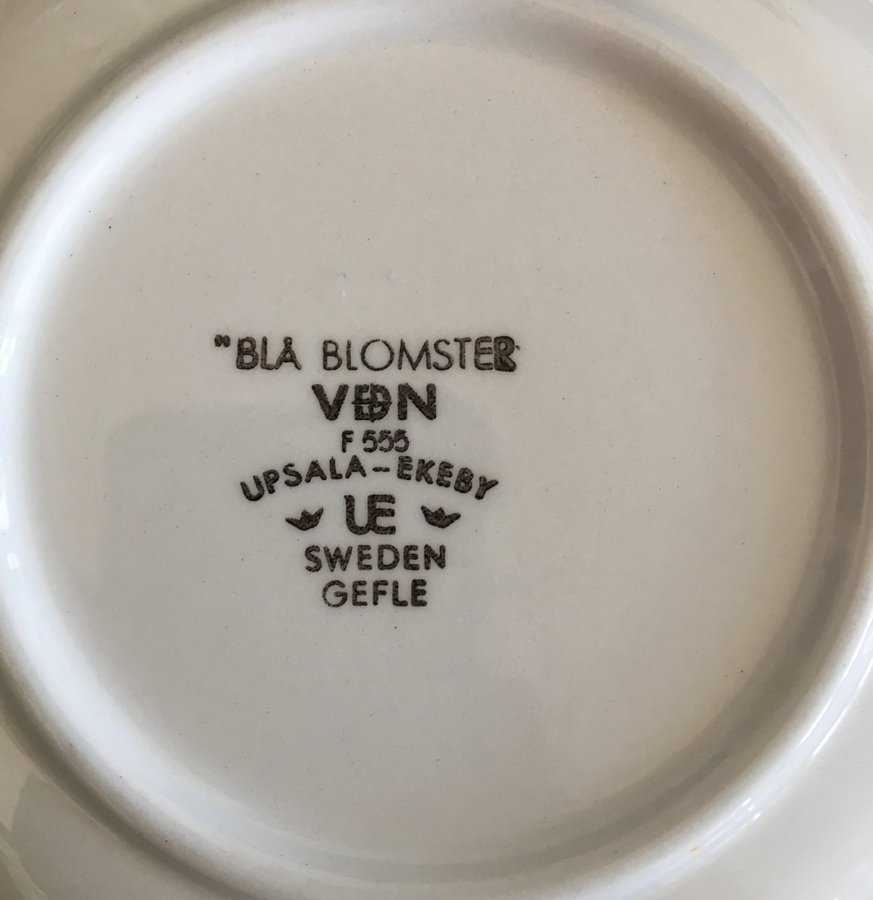 "BLÅ BLOMSTER
VDN
F 555
UPSALA-EKEBY
UE
SWEDEN
GEFLE